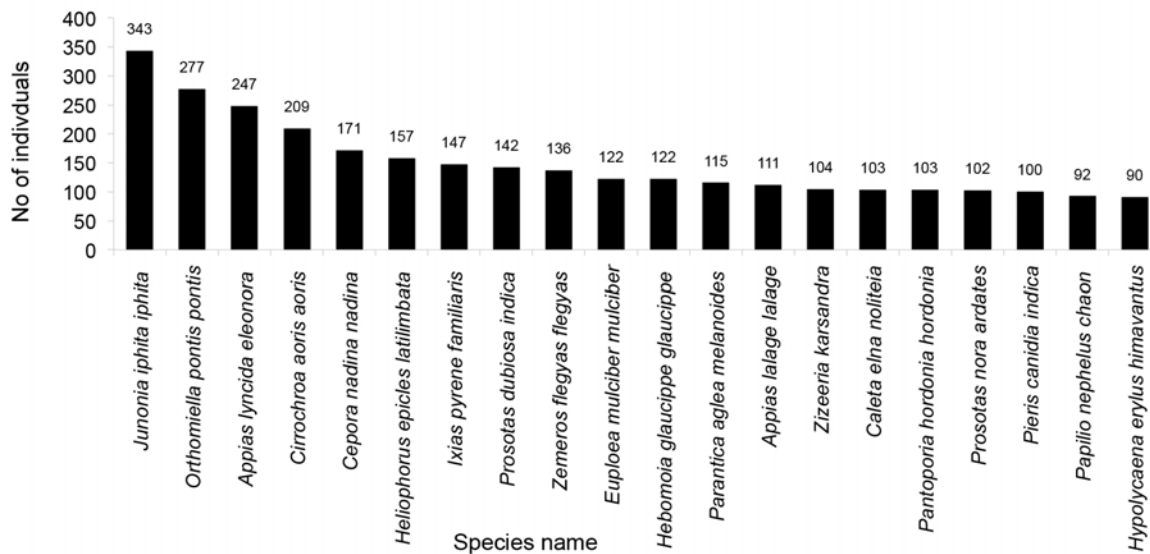 No of indivduals
400
350
300
250
200
150
100
50
0
343
277
247
209
171
157
147
142
136
122
122
115
111
104
103
103
102
100
92
90
Junonia iphita iphita
Orthomiella pontis pontis
Appias lyncida eleonora
Cirrochroa aoris aoris
Cepora nadina nadina
Heliophorus epicles latilimbata
Ixias pyrene familiaris
Prosotas dubiosa indica
Zemeros flegyas flegyas
Euploea mulciber mulciber
Hebomoia glaucippe glaucippe
Parantica aglea melanoides
Appias lalage lalage
Zizeeria karsandra
Caleta elna noliteia
Pantoporia hordonia hordonia
Prosotas nora ardates
Pieris canidia indica
Papilio nephelus chaon
Hypolycaena erylus himavantus
Species name